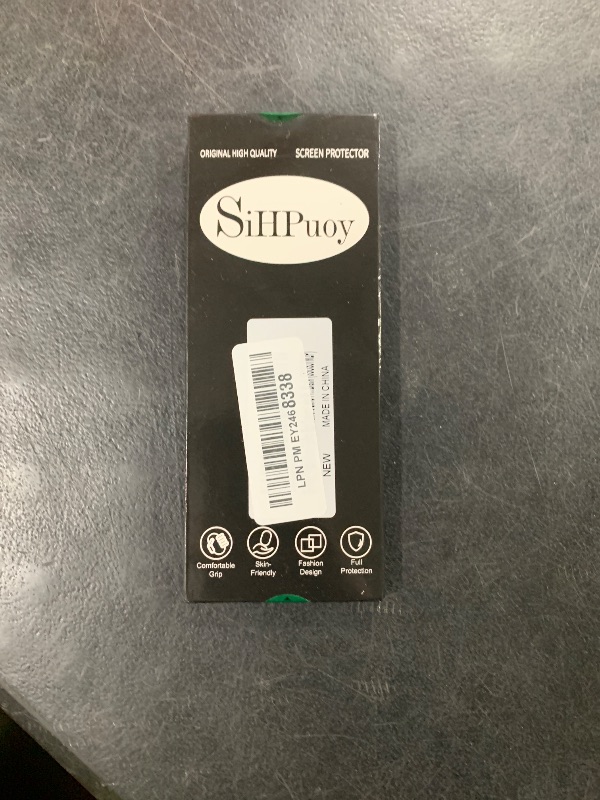 ORIGINAL HIGH QUALITY SCREEN PROTECTOR
SiHPuoy
LPN PM EY2468338
NEW MADE IN CHINA
Comfortable Grip
Skin-Friendly
Fashion Design
Full Protection